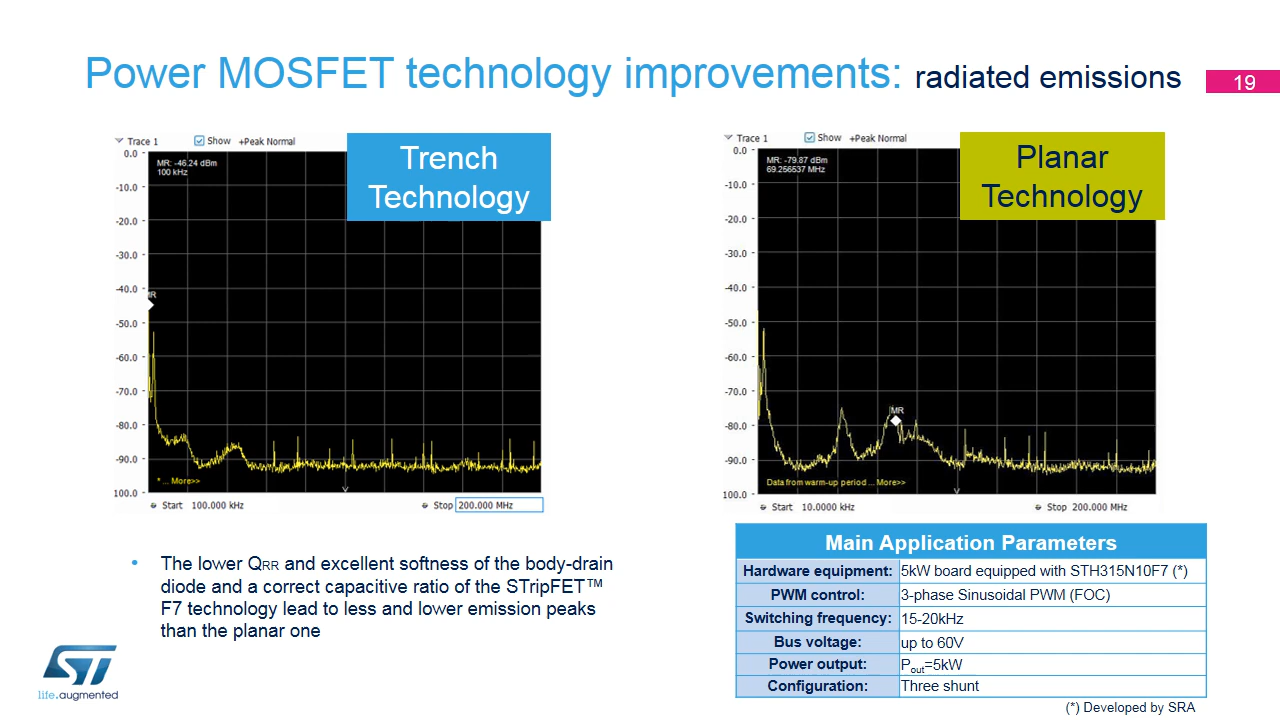 Power MOSFET technology improvements: radiated emissions
19
Trace 1 Show +Peak Normal
MR: -46.24 dBm
100 kHz
Trench
Technology
0.0
-10.0
-20.0
-30.0
-40.0
-50.0
-60.0
-70.0
-80.0
-90.0
100.0
MR
* ... More>>
Start 100.000 kHz Stop 200.000 MHz
Trace 1 Show +Peak Normal
MR: -79.87 dBm
69.256537 MHz
Planar
Technology
0.0
-10.0
-20.0
-30.0
-40.0
-50.0
-60.0
-70.0
-80.0
-90.0
100.0
MR
Data from warm-up period ... More>>
Start 10.0000 kHz Stop 200.000 MHz
• The lower QRR and excellent softness of the body-drain
diode and a correct capacitive ratio of the STripFET™
F7 technology lead to less and lower emission peaks
than the planar one
Main Application Parameters
Hardware equipment: 5kW board equipped with STH315N10F7 (*)
PWM control: 3-phase Sinusoidal PWM (FOC)
Switching frequency: 15-20kHz
Bus voltage: up to 60V
Power output: Pout=5kW
Configuration: Three shunt
(*) Developed by SRA
ST
life.augmented